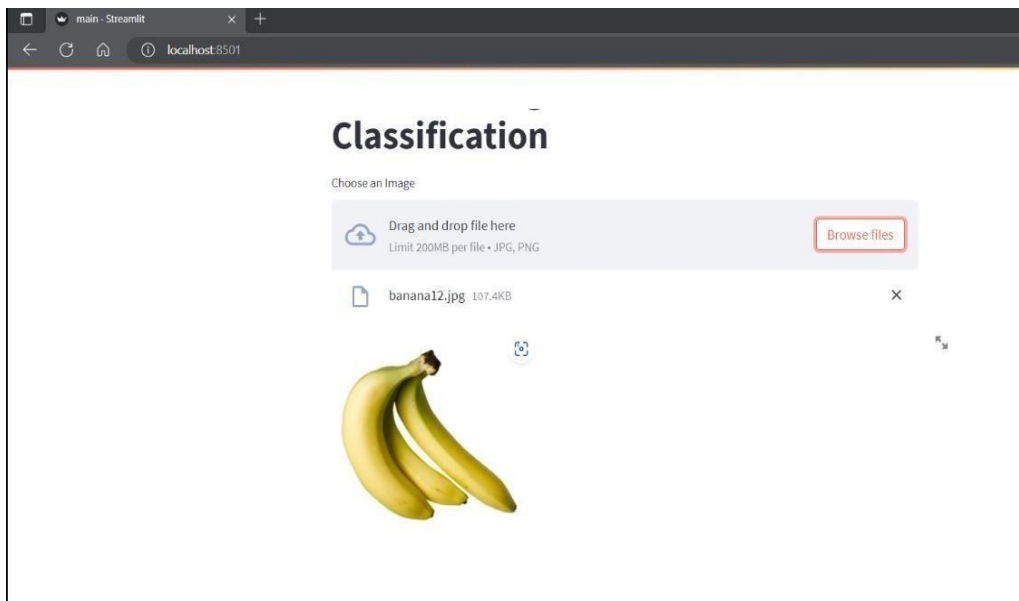 main · Streamlit
localhost:8501
Classification
Choose an Image
Drag and drop file here
Limit 200MB per file • JPG, PNG
Browse files
banana12.jpg 107.4KB